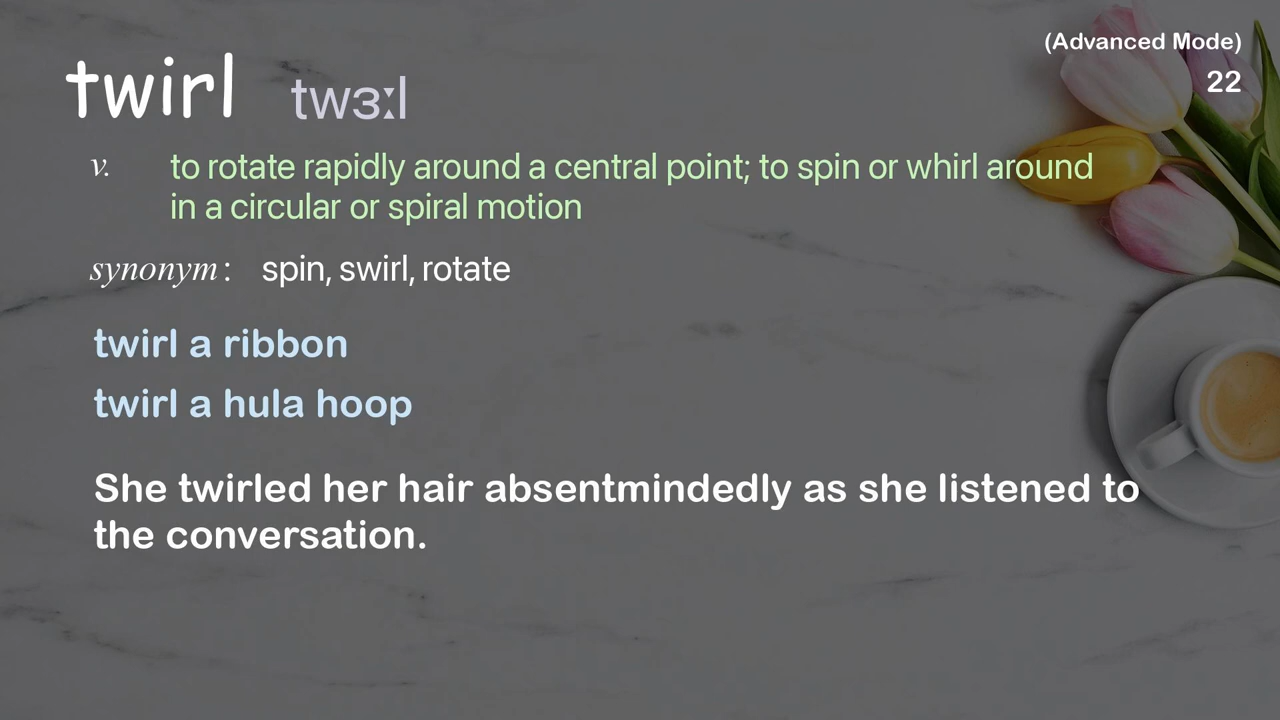 (Advanced Mode)
22
twirl twɜːl
v. to rotate rapidly around a central point; to spin or whirl around
in a circular or spiral motion
synonym: spin, swirl, rotate
twirl a ribbon
twirl a hula hoop
She twirled her hair absentmindedly as she listened to
the conversation.